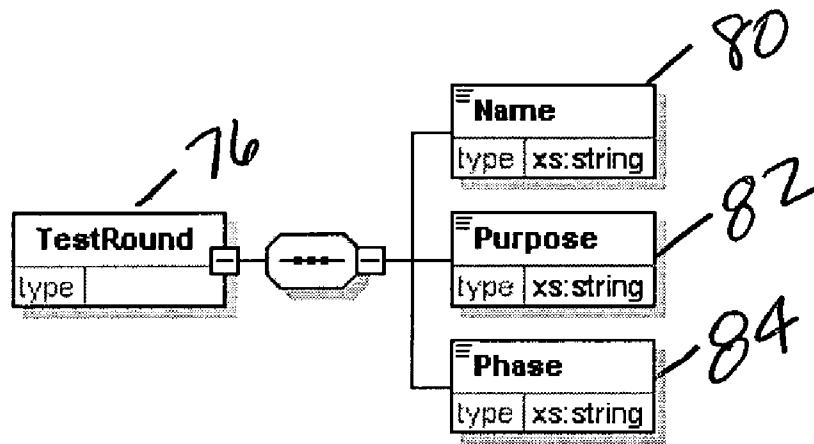 80
Name
type xs:string
76
TestRound
type
82
Purpose
type xs:string
84
Phase
type xs:string